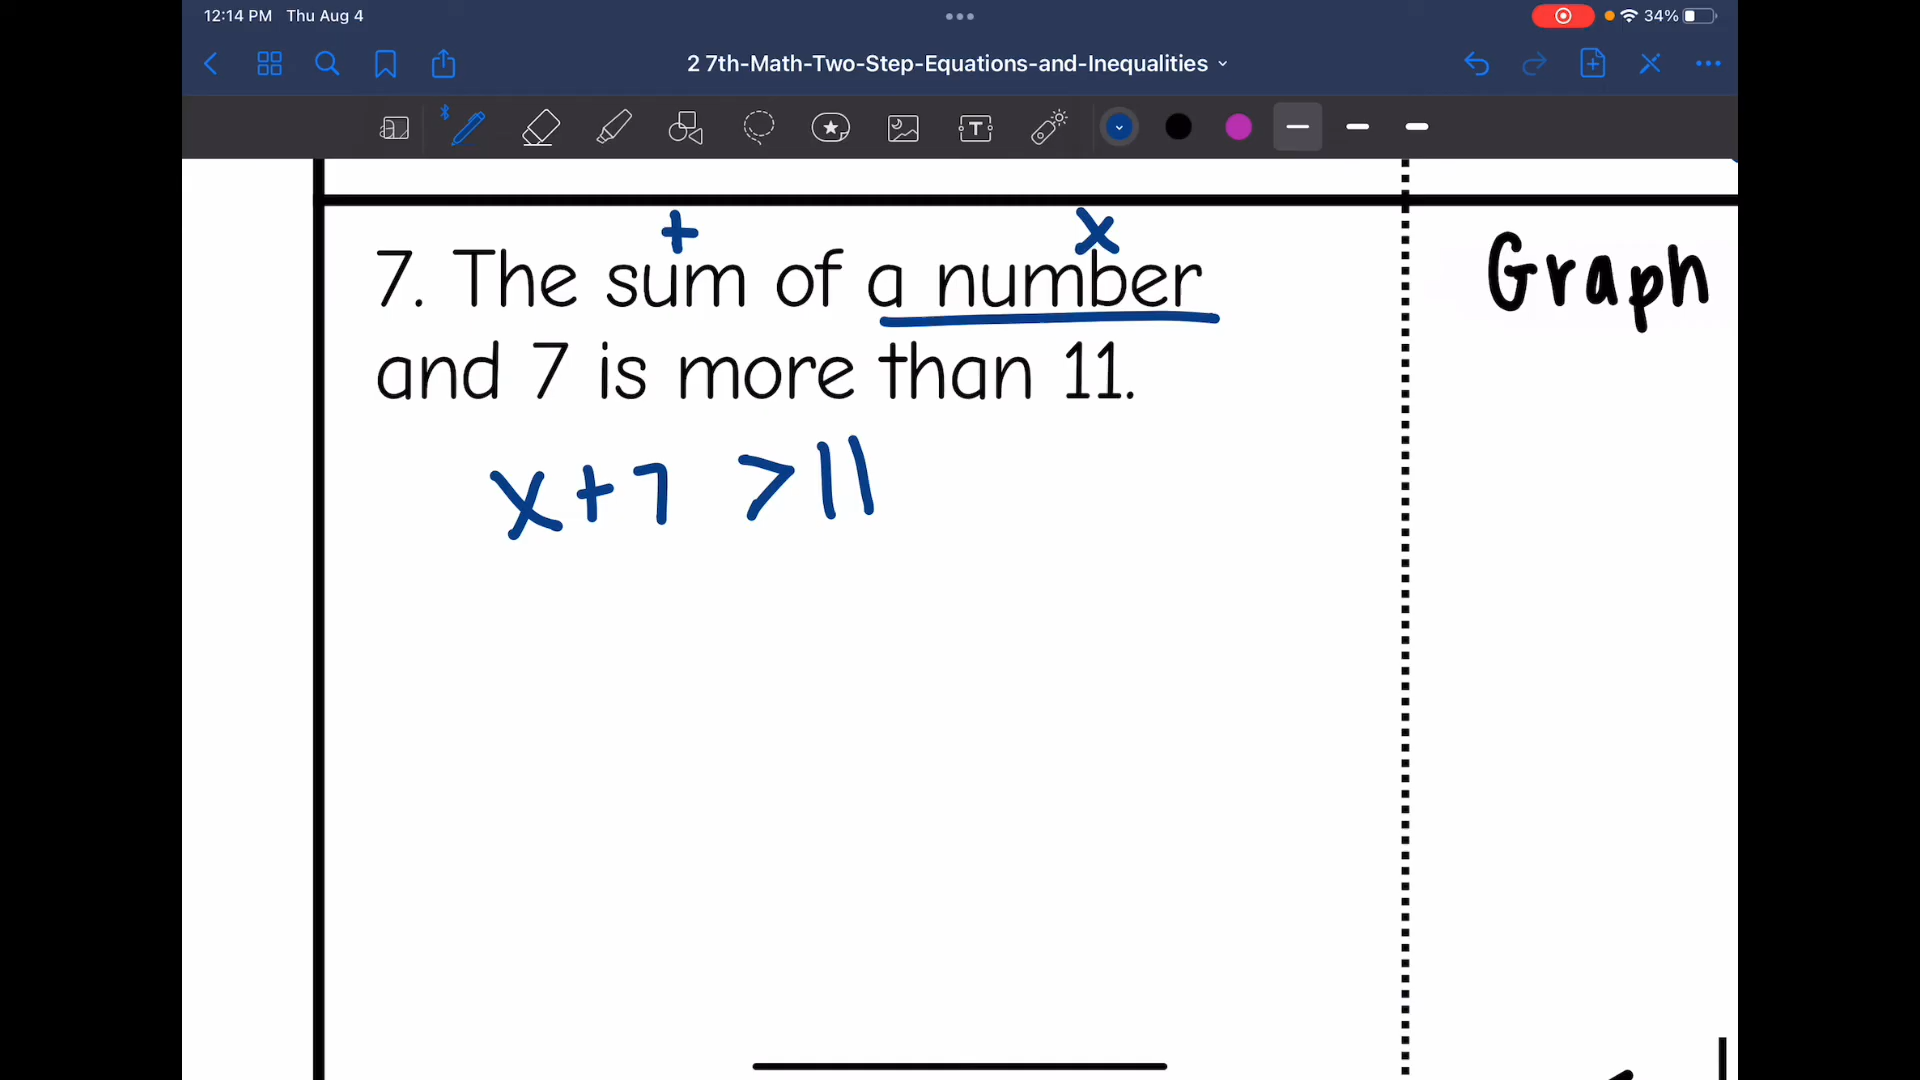 12:14 PM Thu Aug 4
34%
2 7th-Math-Two-Step-Equations-and-Inequalities
T
+ x
7. The sum of a number
and 7 is more than 11.
x+7 >11
Graph